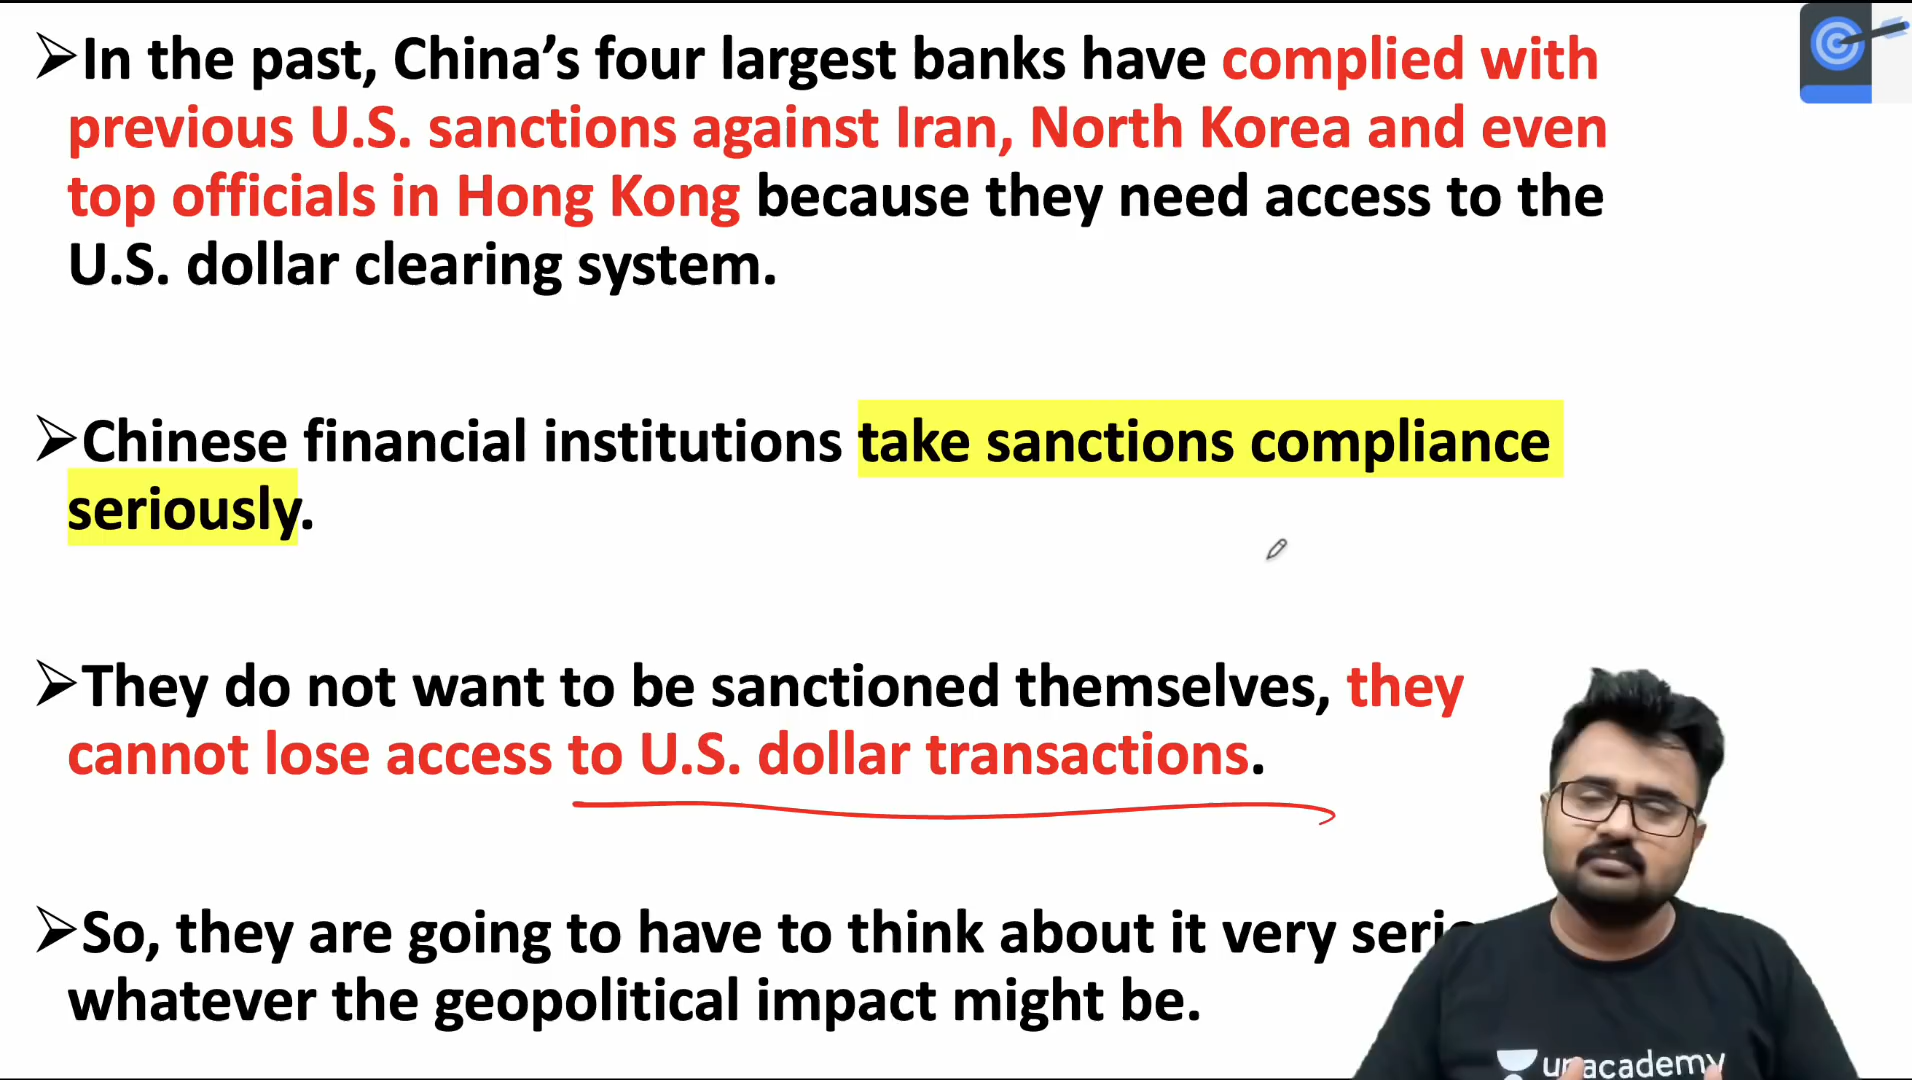 ➢In the past, China’s four largest banks have complied with
previous U.S. sanctions against Iran, North Korea and even
top officials in Hong Kong because they need access to the
U.S. dollar clearing system.
➢Chinese financial institutions take sanctions compliance
seriously.
➢They do not want to be sanctioned themselves, they
cannot lose access to U.S. dollar transactions.
➢So, they are going to have to think about it very
whatever the geopolitical impact might be.
unacademy